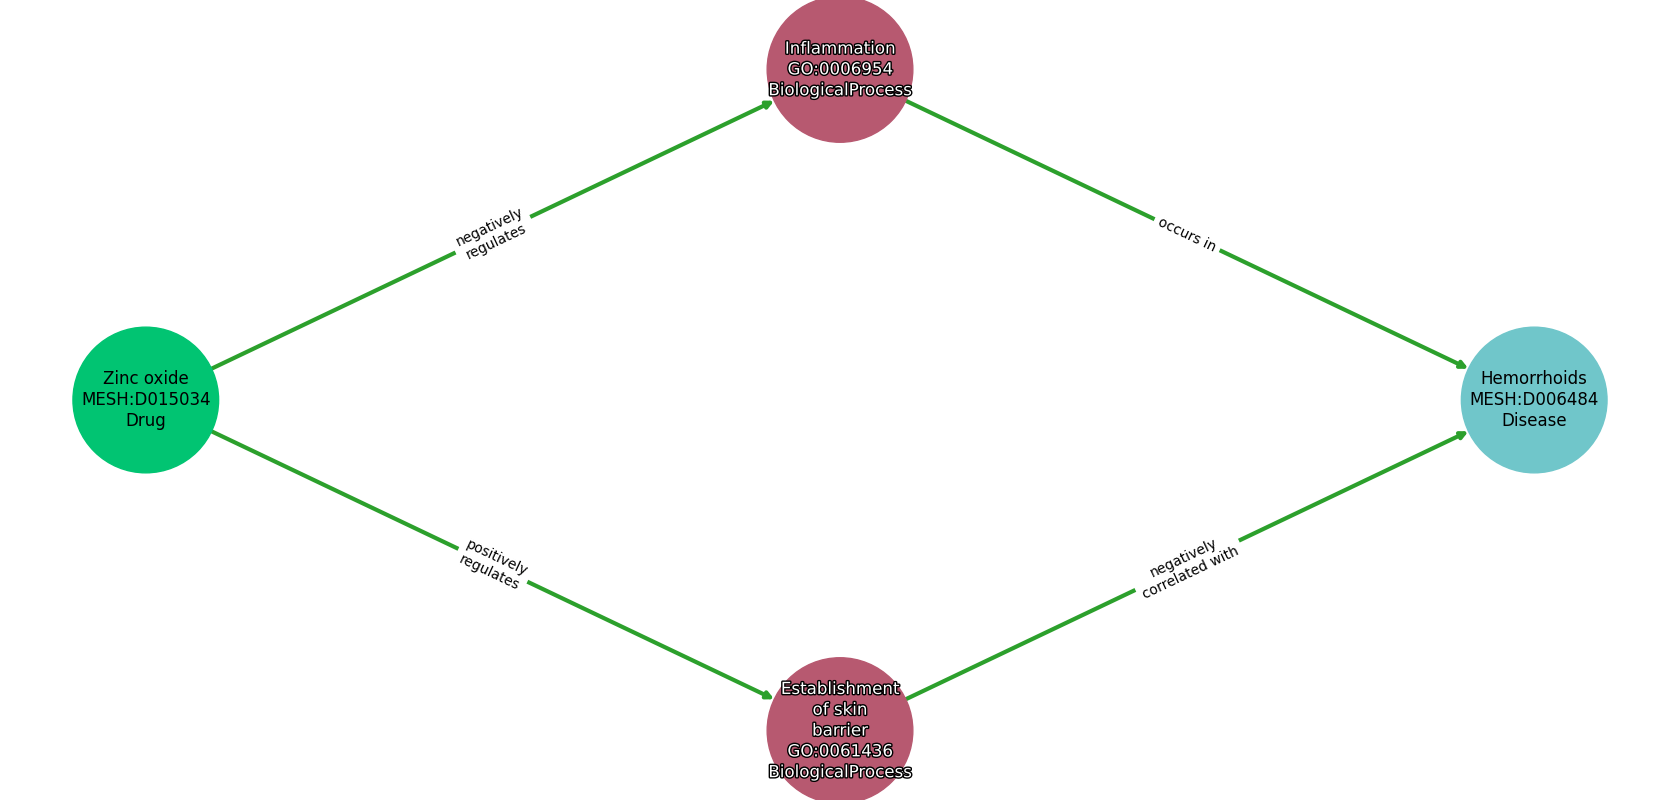 Inflammation
GO:0006954
BiologicalProcess
negatively
regulates
occurs in
Zinc oxide
MESH:D015034
Drug
Hemorrhoids
MESH:D006484
Disease
positively
regulates
negatively
correlated with
Establishment
of skin
barrier
GO:0061436
BiologicalProcess